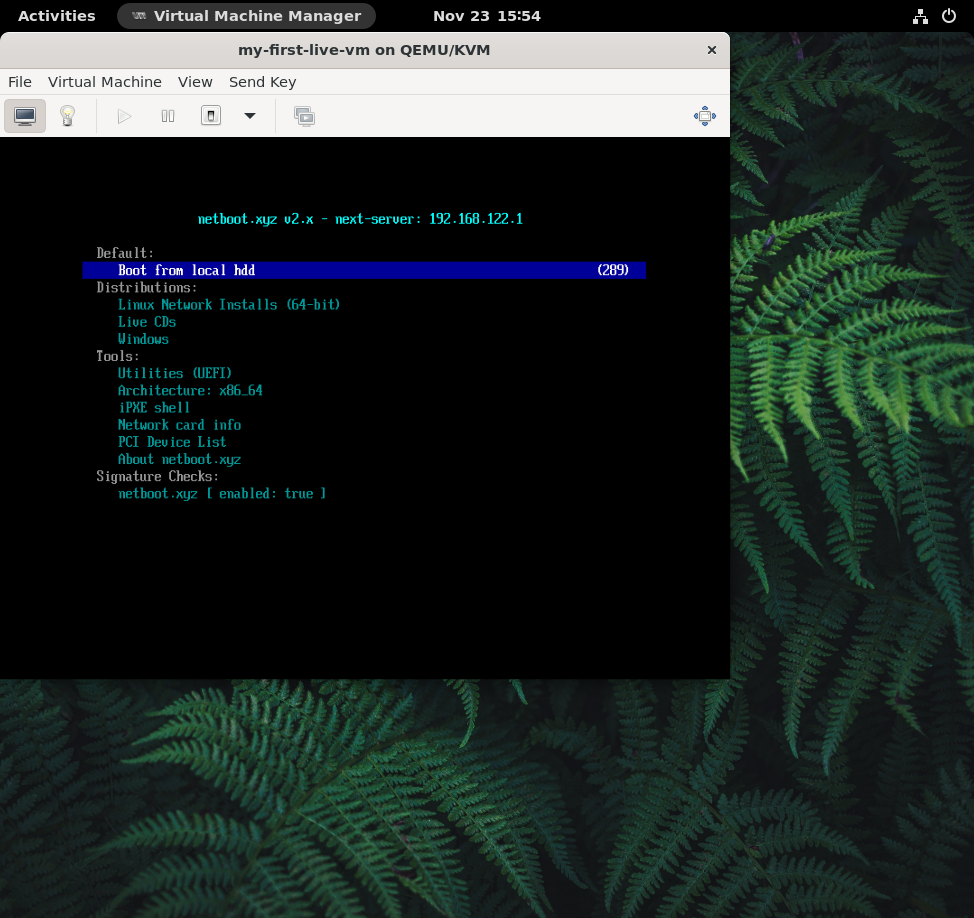 Activities Virtual Machine Manager Nov 23 15:54
my-first-live-vm on QEMU/KVM
File Virtual Machine View Send Key
netboot.xyz v2.x - next-server: 192.168.122.1
Default:
Boot from local hdd (289)
Distributions:
Linux Network Installs (64-bit)
Live CDs
Windows
Tools:
Utilities (UEFI)
Architecture: x86_64
iPXE shell
Network card info
PCI Device List
About netboot.xyz
Signature Checks:
netboot.xyz [ enabled: true ]